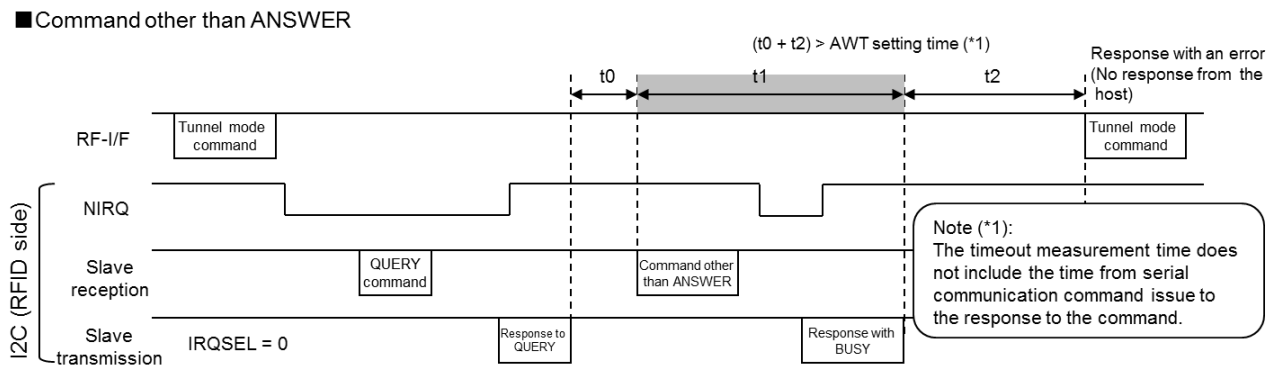 ■Command other than ANSWER
(t0 + t2) > AWT setting time (*1)
Response with an error
(No response from the
host)
t0
t1
t2
RF-I/F
Tunnel mode
command
Tunnel mode
command
I2C (RFID side)
NIRQ
Slave
reception
QUERY
command
Command other
than ANSWER
Slave
transmission
IRQSEL = 0
Response to
QUERY
Response with
BUSY
Note (*1):
The timeout measurement time does
not include the time from serial
communication command issue to
the response to the command.